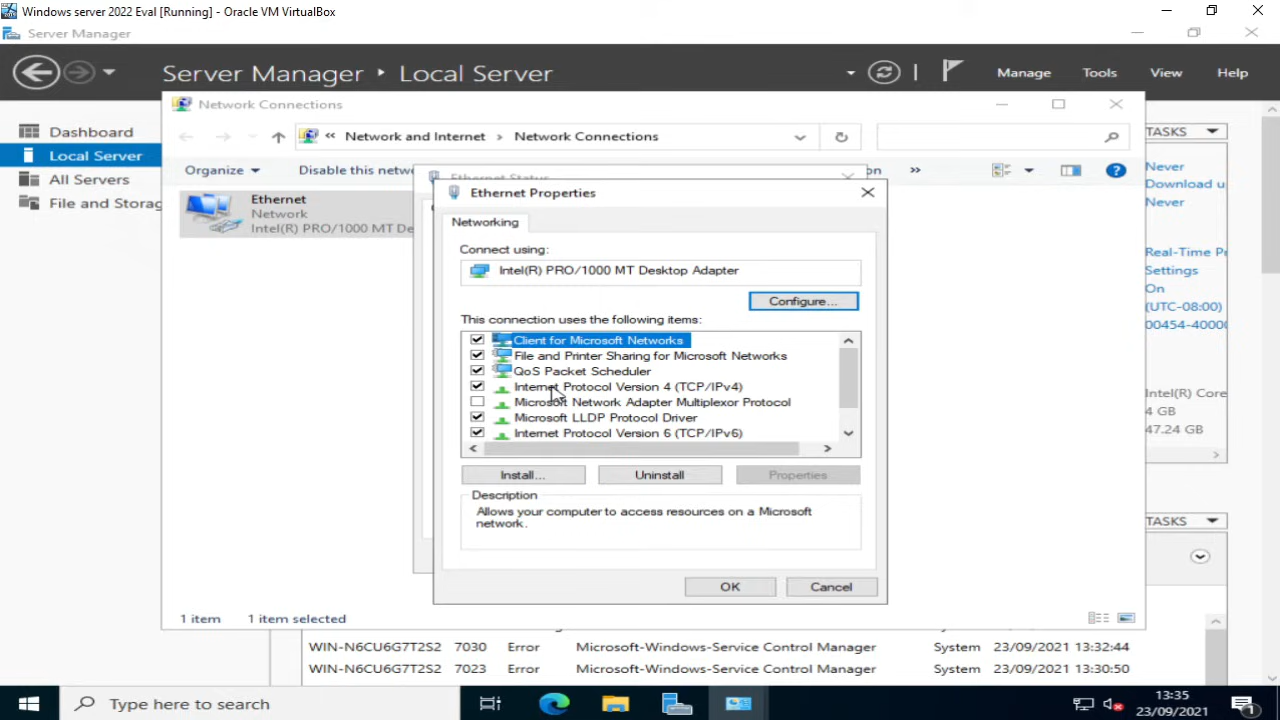 Windows server 2022 Eval [Running] - Oracle VM VirtualBox
Server Manager
Server Manager ‣ Local Server
Manage
Tools
View
Help
Dashboard
Local Server
All Servers
File and Storag
Network Connections
« Network and Internet › Network Connections
Organize
Disable this netwo
on
»
Ethernet
Network
Intel(R) PRO/1000 MT De
Ethernet Status
Ethernet Properties
Networking
Connect using:
Intel(R) PRO/1000 MT Desktop Adapter
Configure...
This connection uses the following items:
Client for Microsoft Networks
File and Printer Sharing for Microsoft Networks
QoS Packet Scheduler
Internet Protocol Version 4 (TCP/IPv4)
Microsoft Network Adapter Multiplexor Protocol
Microsoft LLDP Protocol Driver
Internet Protocol Version 6 (TCP/IPv6)
Install...
Uninstall
Properties
Description
Allows your computer to access resources on a Microsoft
network.
OK
Cancel
TASKS
Never
Download u
Never
Real-Time Pr
Settings
On
(UTC-08:00)
00454-40000
Intel(R) Core
4 GB
47.24 GB
TASKS
1 item
1 item selected
WIN-N6CU6G7T2S2 7030 Error Microsoft-Windows-Service Control Manager System 23/09/2021 13:32:44
WIN-N6CU6G7T2S2 7023 Error Microsoft-Windows-Service Control Manager System 23/09/2021 13:30:50
Type here to search
13:35
23/09/2021
1